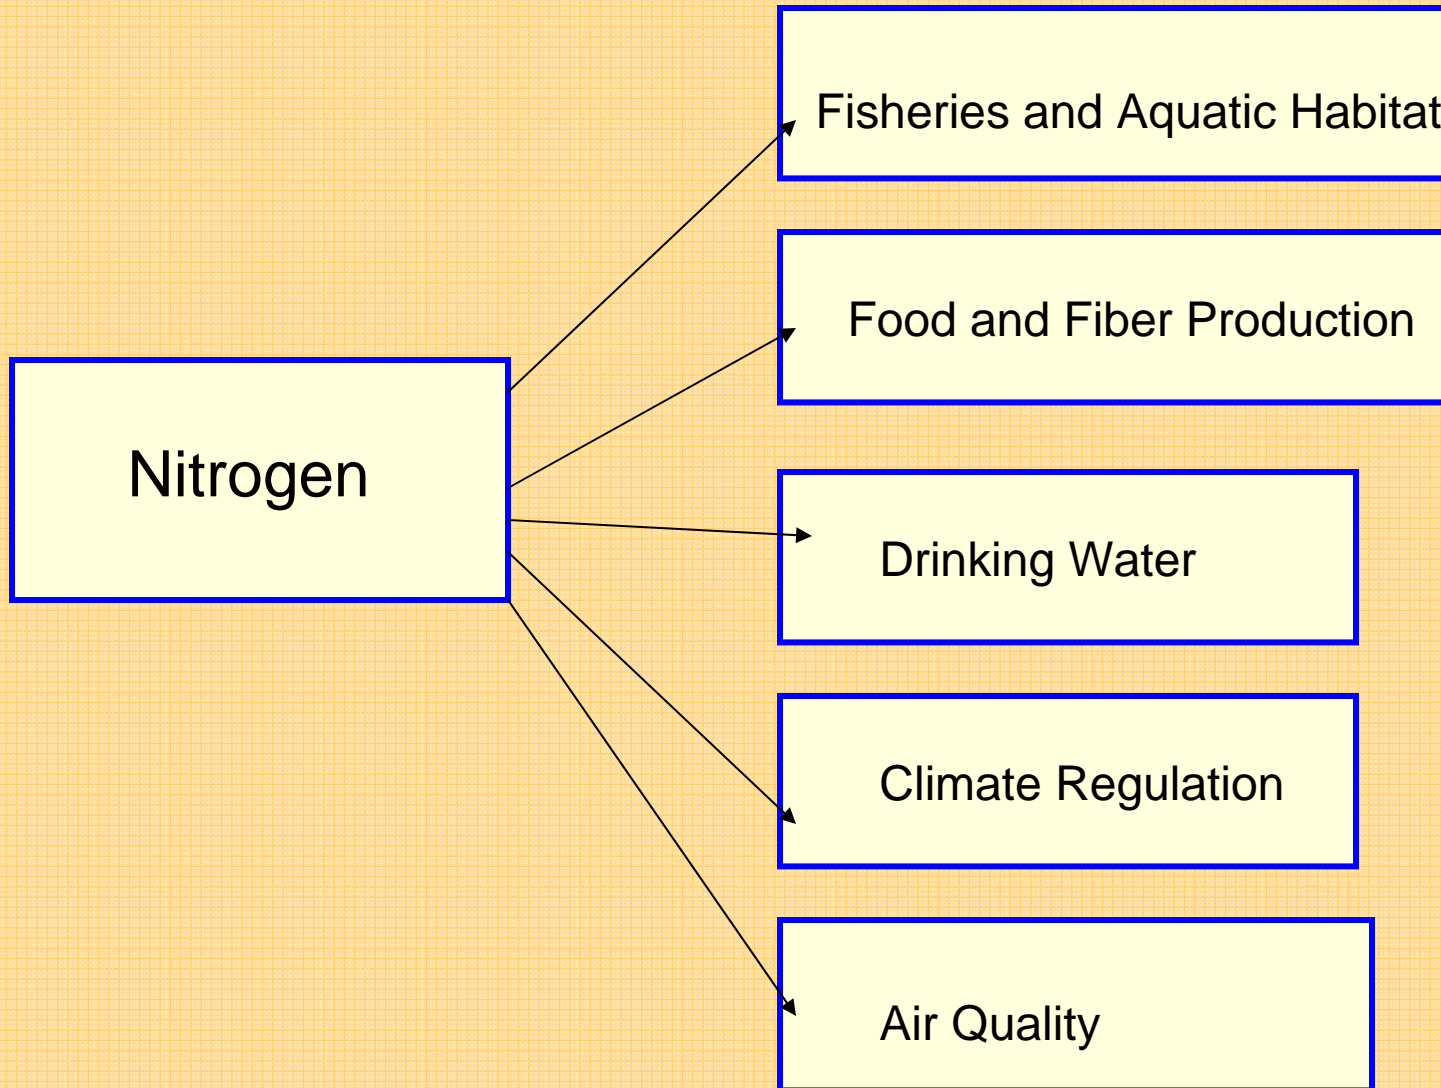 Fisheries and Aquatic Habitat
Food and Fiber Production
Nitrogen
Drinking Water
Climate Regulation
Air Quality